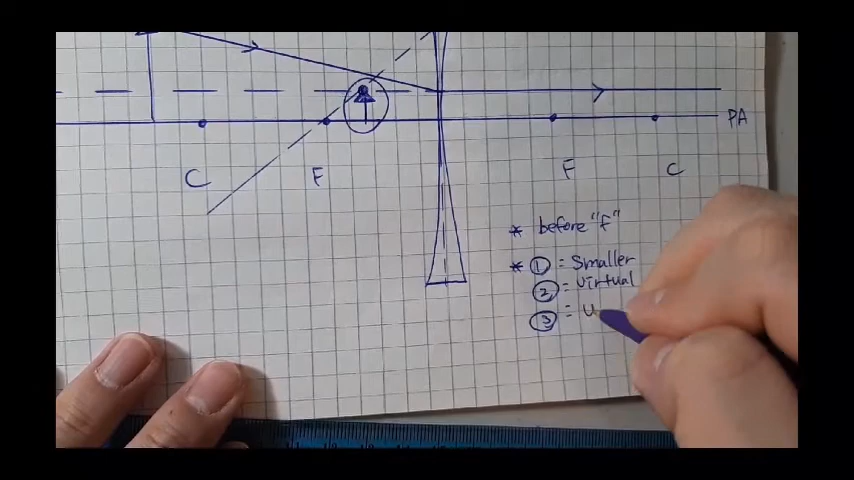 PA
C F F C
* before "f"
* ① = Smaller
② = Virtual
③ = U